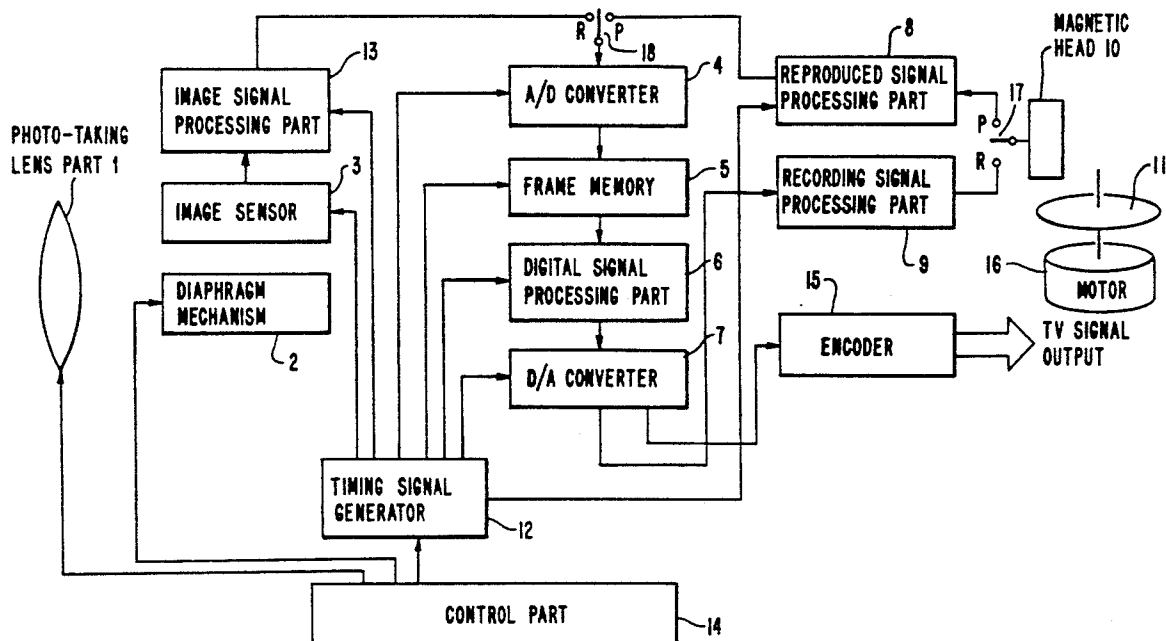 PHOTO-TAKING
LENS PART 1
13
IMAGE SIGNAL
PROCESSING PART
3
IMAGE SENSOR
DIAPHRAGM
MECHANISM
2
R
P
18
4
A/D CONVERTER
5
FRAME MEMORY
6
DIGITAL SIGNAL
PROCESSING PART
7
D/A CONVERTER
8
REPRODUCED SIGNAL
PROCESSING PART
RECORDING SIGNAL
PROCESSING PART
9
P
17
R
MAGNETIC
HEAD 10
11
16
MOTOR
15
ENCODER
TV SIGNAL
OUTPUT
TIMING SIGNAL
GENERATOR
12
CONTROL PART
14